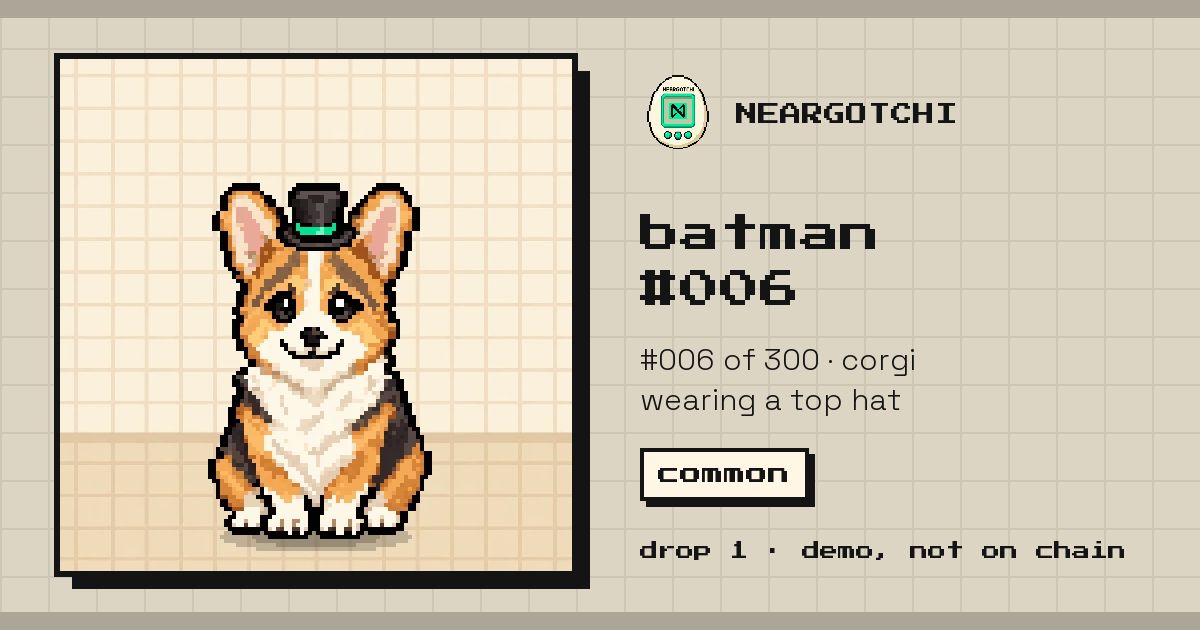 NEARGOTCHI
NEARGOTCHI
batman
#006
#006 of 300 · corgi
wearing a top hat
common
drop 1 · demo, not on chain